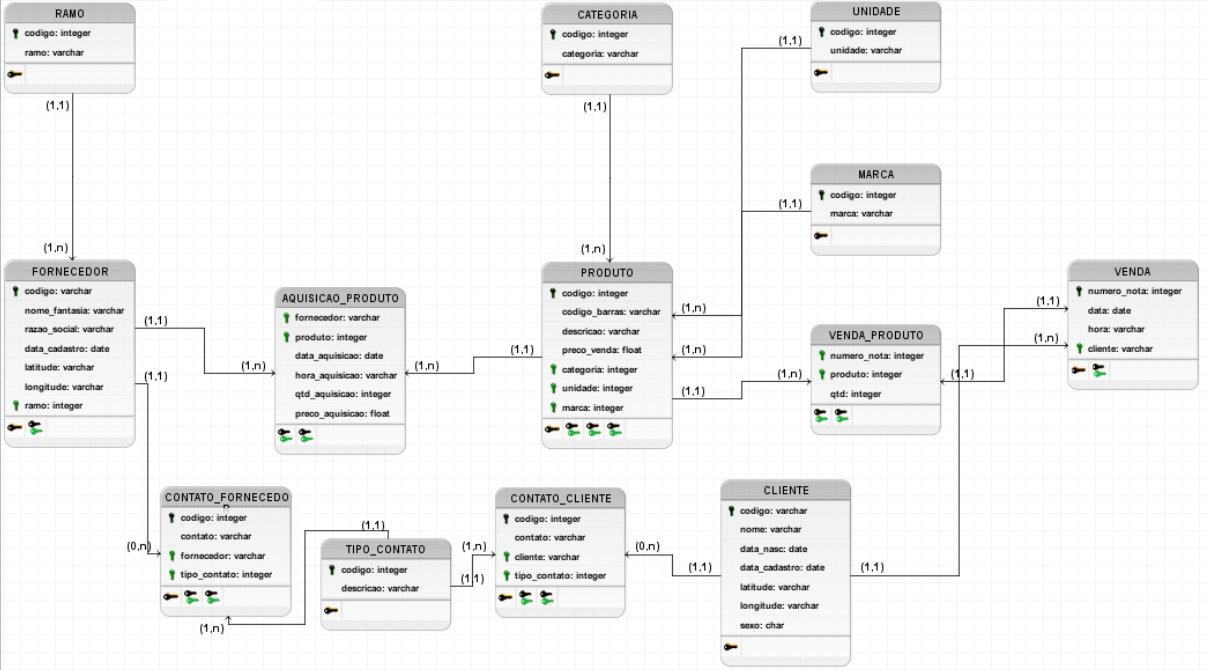 RAMO
codigo: integer
ramo: varchar
(1,1)
(1,n)
CATEGORIA
codigo: integer
categoria: varchar
(1,1)
(1,n)
UNIDADE
codigo: integer
unidade: varchar
(1,1)
MARCA
codigo: integer
marca: varchar
(1,1)
FORNECEDOR
codigo: varchar
nome_fantasia: varchar
razao_social: varchar
data_cadastro: date
latitude: varchar
longitude: varchar
ramo: integer
(1,1)
(1,n)
(1,1)
(0,n)
AQUISICAO_PRODUTO
fornecedor: varchar
produto: integer
data_aquisicao: date
hora_aquisicao: varchar
qtd_aquisicao: integer
preco_aquisicao: float
(1,n)
(1,1)
PRODUTO
codigo: integer
codigo_barras: varchar
descricao: varchar
preco_venda: float
categoria: integer
unidade: integer
marca: integer
(1,n)
(1,n)
(1,1)
(1,n)
VENDA_PRODUTO
numero_nota: integer
produto: integer
qtd: integer
(1,1)
(1,1)
(1,n)
VENDA
numero_nota: integer
data: date
hora: varchar
cliente: varchar
CONTATO_FORNECEDO
codigo: integer
contato: varchar
fornecedor: varchar
tipo_contato: integer
(1,n)
(1,1)
TIPO_CONTATO
codigo: integer
descricao: varchar
(1,n)
(1,1)
CONTATO_CLIENTE
codigo: integer
contato: varchar
cliente: varchar
tipo_contato: integer
(0,n)
(1,1)
CLIENTE
codigo: varchar
nome: varchar
data_nasc: date
data_cadastro: date
latitude: varchar
longitude: varchar
sexo: char
(1,1)